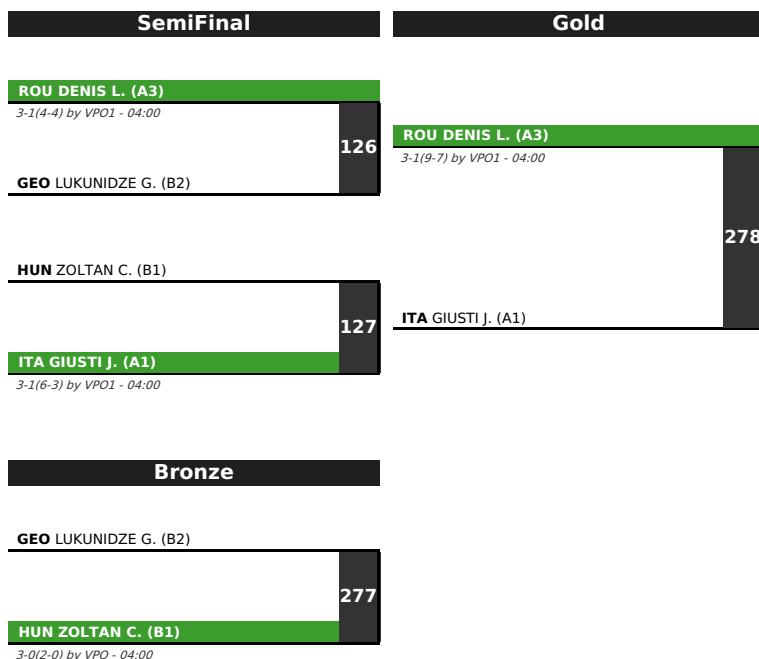 SemiFinal
ROU DENIS L. (A3)
3-1(4-4) by VPO1 - 04:00
126
GEO LUKUNIDZE G. (B2)
HUN ZOLTAN C. (B1)
127
ITA GIUSTI J. (A1)
3-1(6-3) by VPO1 - 04:00
Gold
ROU DENIS L. (A3)
3-1(9-7) by VPO1 - 04:00
278
ITA GIUSTI J. (A1)
Bronze
GEO LUKUNIDZE G. (B2)
277
HUN ZOLTAN C. (B1)
3-0(2-0) by VPO - 04:00